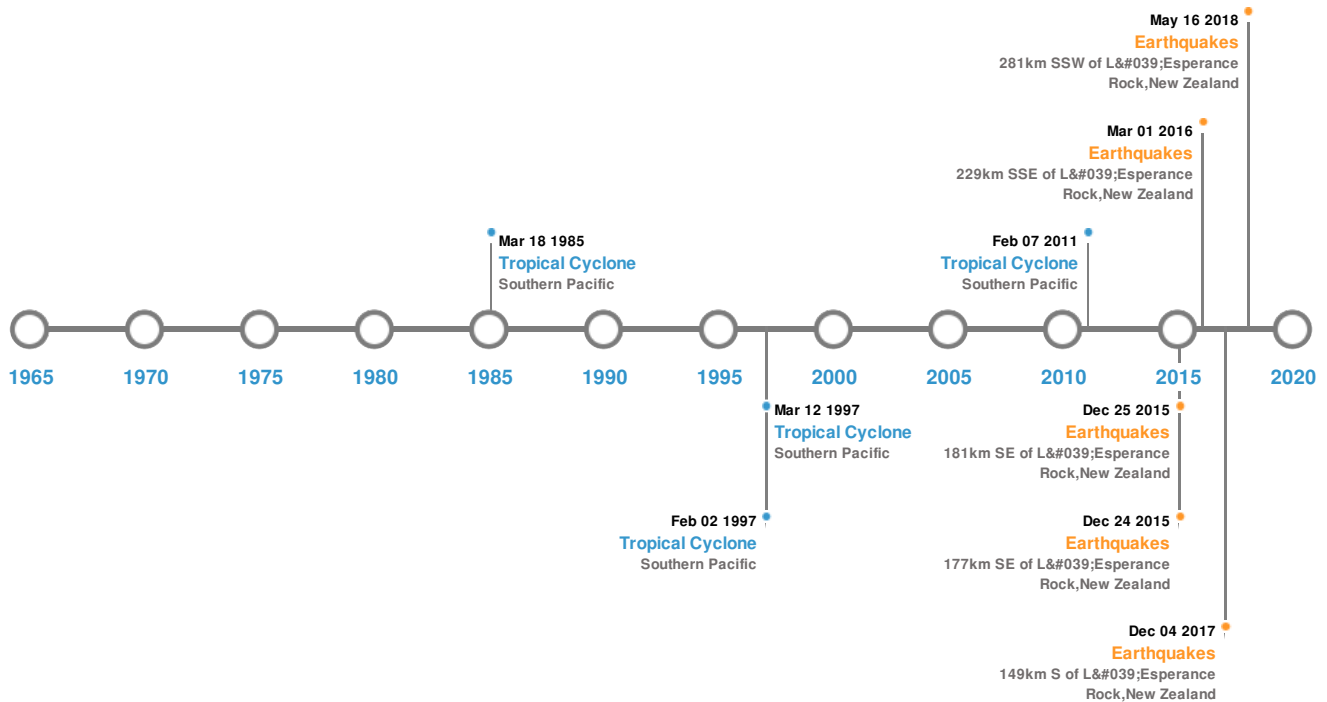 May 16 2018
Earthquakes
281km SSW of L&#039;Esperance
Rock,New Zealand
Mar 01 2016
Earthquakes
229km SSE of L&#039;Esperance
Rock,New Zealand
Mar 18 1985
Tropical Cyclone
Southern Pacific
Feb 07 2011
Tropical Cyclone
Southern Pacific
1965
1970
1975
1980
1985
1990
1995
2000
2005
2010
2015
2020
Mar 12 1997
Tropical Cyclone
Southern Pacific
Dec 25 2015
Earthquakes
181km SE of L&#039;Esperance
Rock,New Zealand
Feb 02 1997
Tropical Cyclone
Southern Pacific
Dec 24 2015
Earthquakes
177km SE of L&#039;Esperance
Rock,New Zealand
Dec 04 2017
Earthquakes
149km S of L&#039;Esperance
Rock,New Zealand